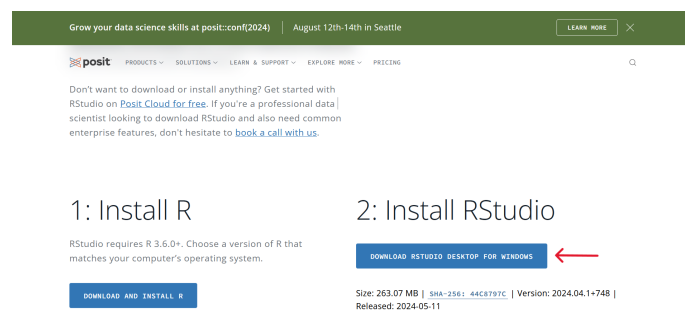 Grow your data science skills at posit::conf(2024) August 12th-14th in Seattle LEARN MORE
posit PRODUCTS SOLUTIONS LEARN & SUPPORT EXPLORE MORE PRICING
Don't want to download or install anything? Get started with
RStudio on Posit Cloud for free. If you're a professional data
scientist looking to download RStudio and also need common
enterprise features, don't hesitate to book a call with us.
1: Install R
RStudio requires R 3.6.0+. Choose a version of R that
matches your computer's operating system.
DOWNLOAD AND INSTALL R
2: Install RStudio
DOWNLOAD RSTUDIO DESKTOP FOR WINDOWS
Size: 263.07 MB | SHA-256: 44C8797C | Version: 2024.04.1+748 |
Released: 2024-05-11